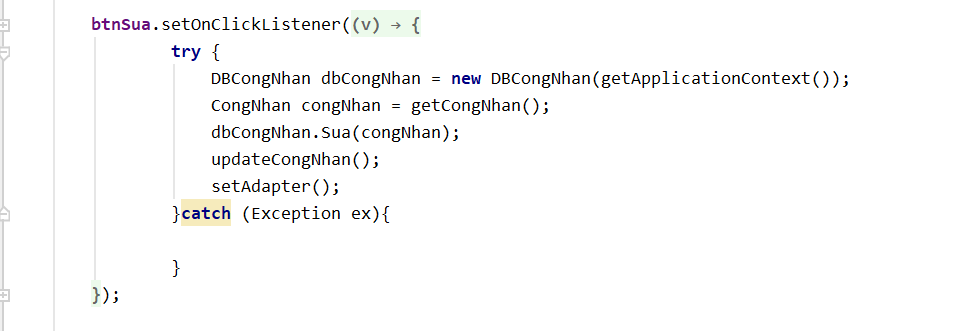 btnSua.setOnClickListener((v) → {
try {
DBCongNhan dbCongNhan = new DBCongNhan(getApplicationContext());
CongNhan congNhan = getCongNhan();
dbCongNhan.Sua(congNhan);
updateCongNhan();
setAdapter();
}catch (Exception ex){
}
});